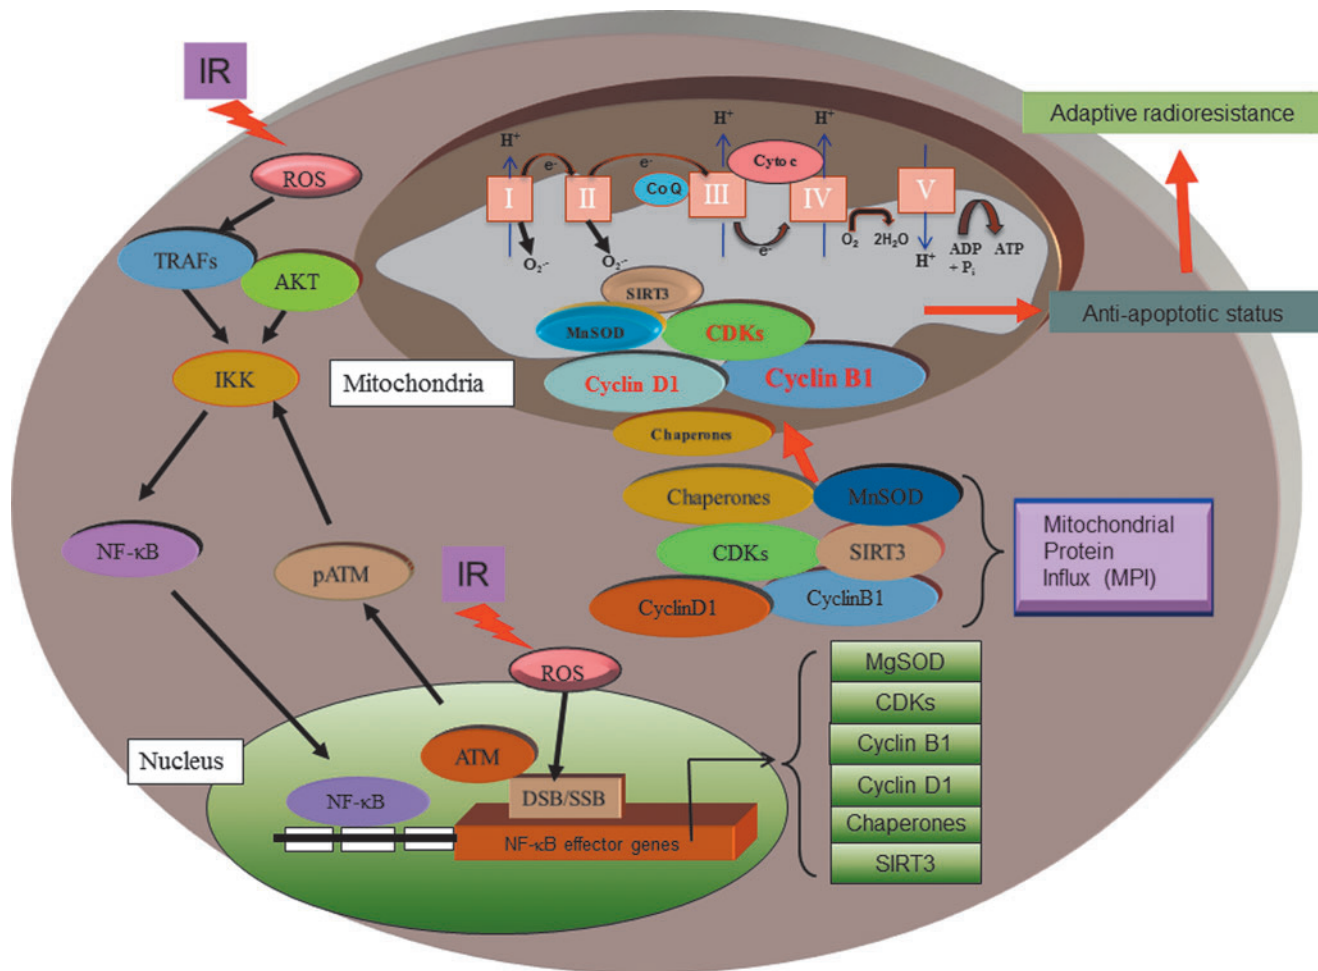 IR
ROS
TRAFs
AKT
IKK
NF-κB
pATM
IR
ROS
Nucleus
ATM
DSB/SSB
NF-κB
NF-κB effector genes
Mitochondria
H⁺
H⁺
H⁺
e⁻
e⁻
Cyto c
I
II
CoQ
III
IV
V
O₂·⁻
O₂·⁻
e⁻
O₂
2H₂O
H⁺
ADP
+ Pᵢ
ATP
SIRT3
MnSOD
CDKs
Cyclin D1
Cyclin B1
Chaperones
Adaptive radioresistance
Anti-apoptotic status
Chaperones
MnSOD
CDKs
SIRT3
CyclinD1
CyclinB1
Mitochondrial
Protein
Influx (MPI)
MgSOD
CDKs
Cyclin B1
Cyclin D1
Chaperones
SIRT3